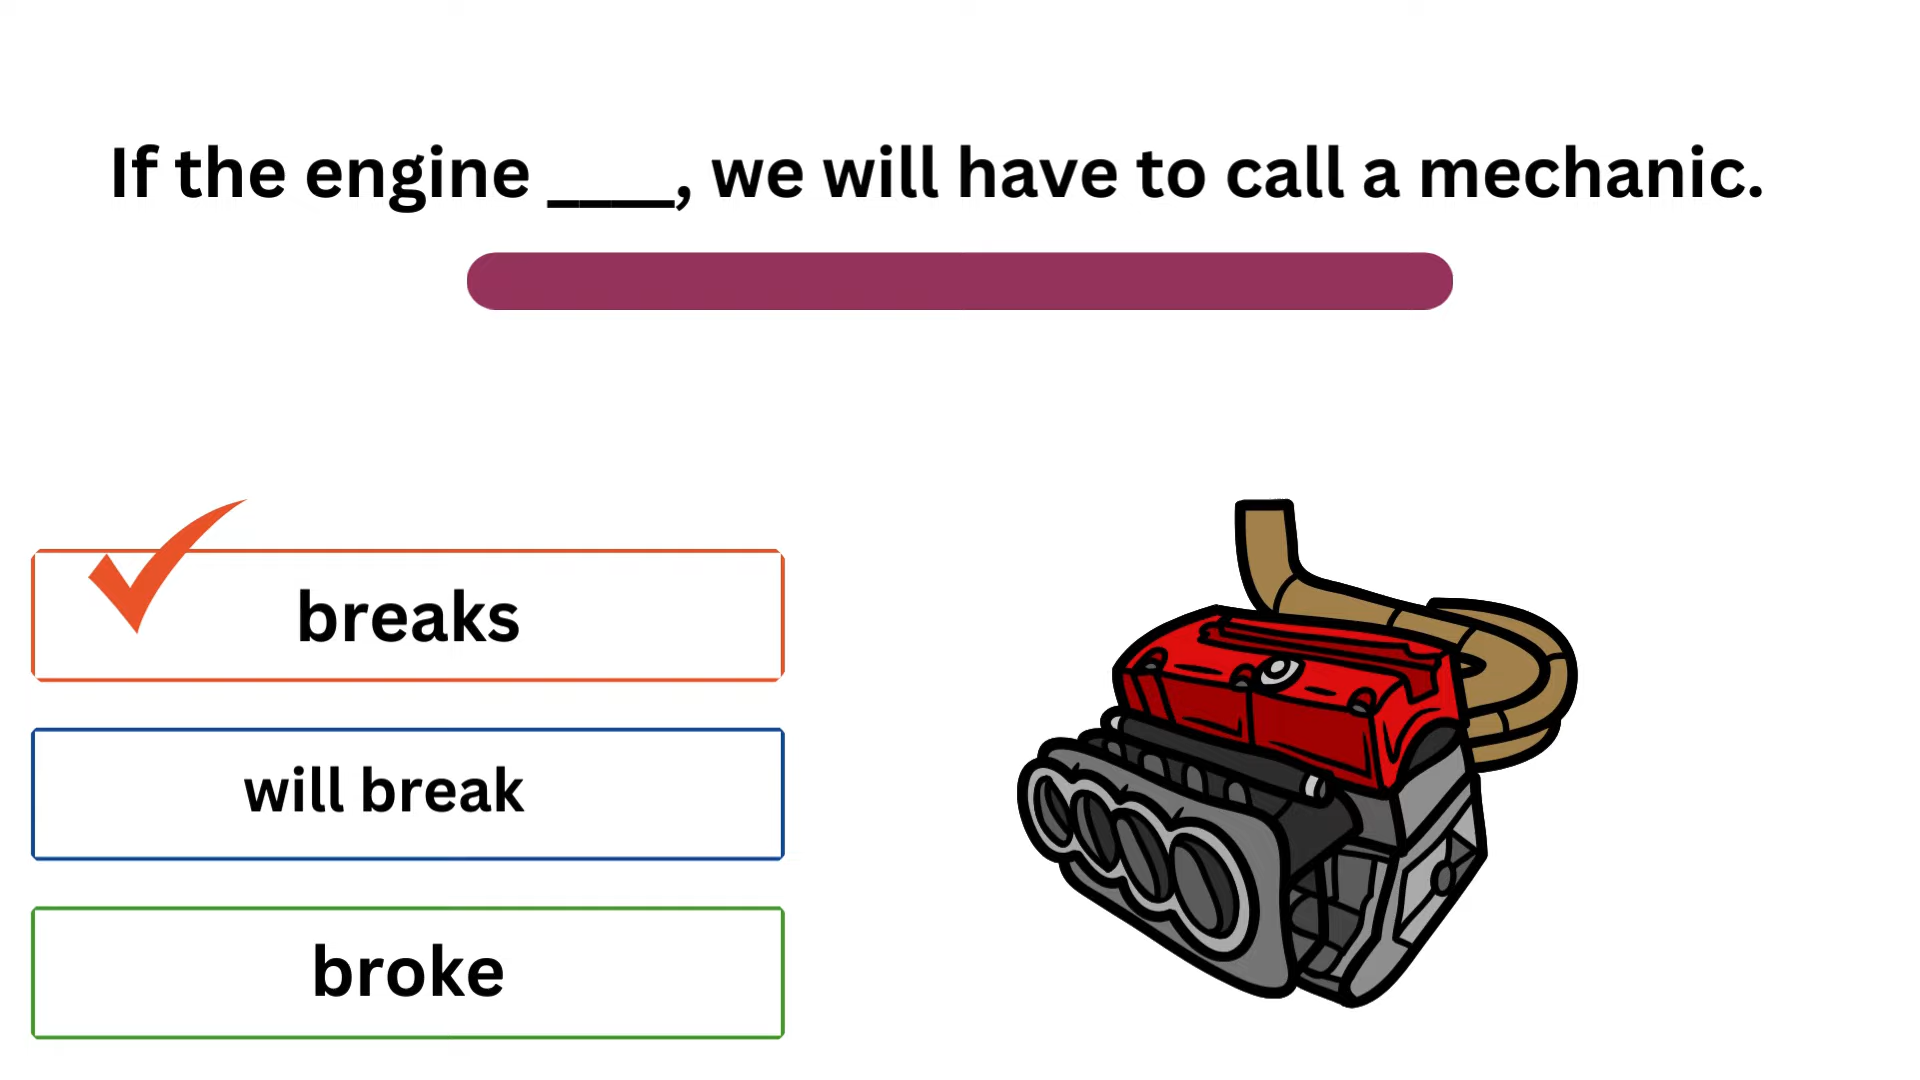 If the engine ____, we will have to call a mechanic.
breaks
will break
broke